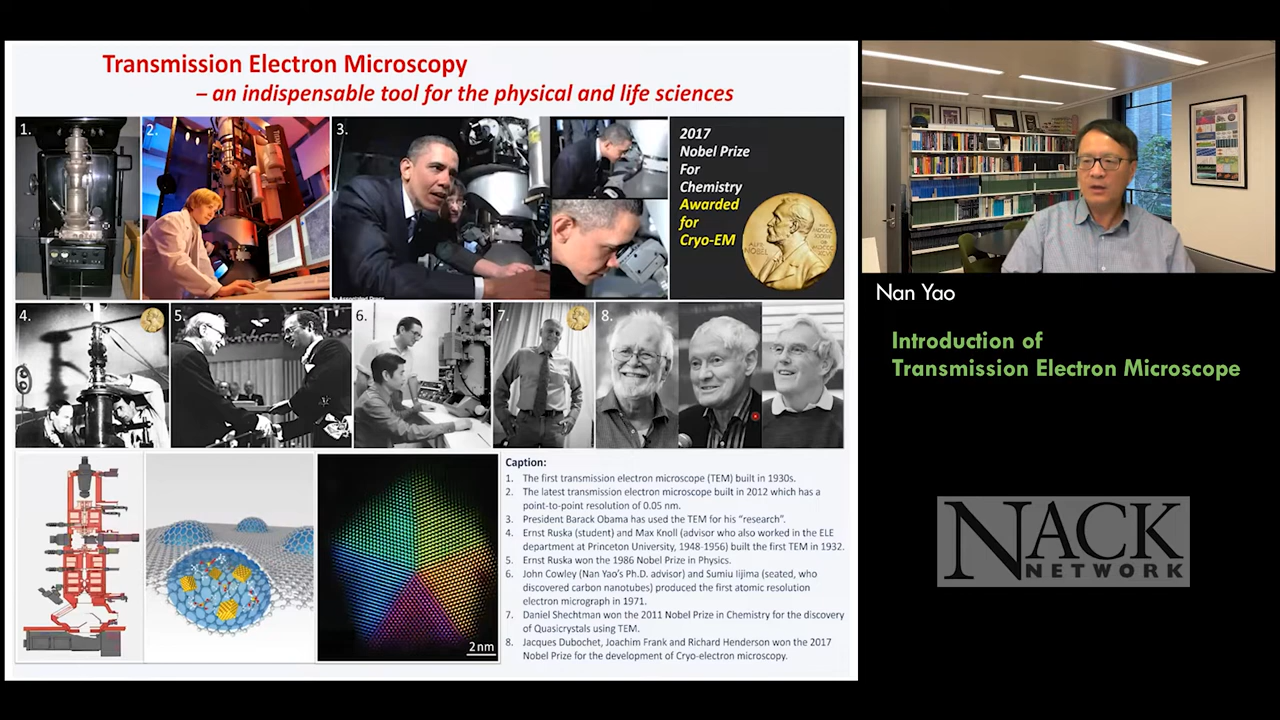 Transmission Electron Microscopy
– an indispensable tool for the physical and life sciences
1.
2.
3.
2017
Nobel Prize
For
Chemistry
Awarded
for
Cryo-EM
4.
5.
6.
7.
8.
2 nm
Caption:
1. The first transmission electron microscope (TEM) built in 1930s.
2. The latest transmission electron microscope built in 2012 which has a
point-to-point resolution of 0.05 nm.
3. President Barack Obama has used the TEM for his “research”.
4. Ernst Ruska (student) and Max Knoll (advisor who also worked in the ELE
department at Princeton University, 1948-1956) built the first TEM in 1932.
5. Ernst Ruska won the 1986 Nobel Prize in Physics.
6. John Cowley (Nan Yao’s Ph.D. advisor) and Sumiu Iijima (seated, who
discovered carbon nanotubes) produced the first atomic resolution
electron micrograph in 1971.
7. Daniel Shechtman won the 2011 Nobel Prize in Chemistry for the discovery
of Quasicrystals using TEM.
8. Jacques Dubochet, Joachim Frank and Richard Henderson won the 2017
Nobel Prize for the development of Cryo-electron microscopy.
Nan Yao
Introduction of
Transmission Electron Microscope
NACK
NETWORK